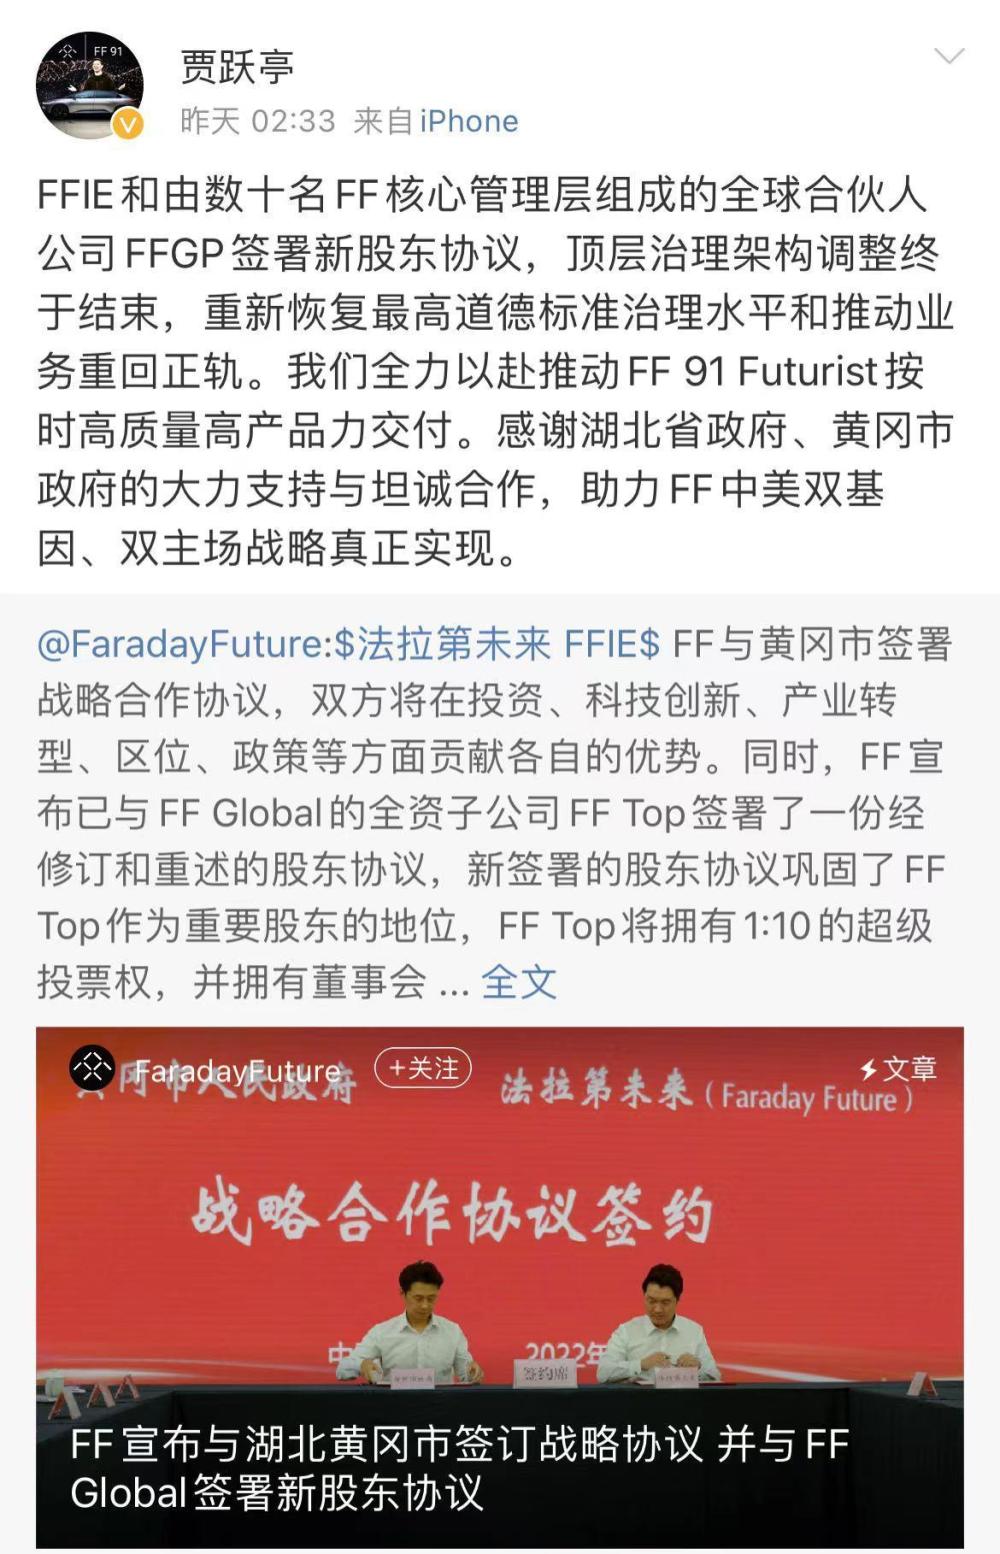 FF 91
贾跃亭
昨天 02:33 来自 iPhone
FFIE和由数十名FF核心管理层组成的全球合伙人
公司FFGP签署新股东协议，顶层治理架构调整终
于结束，重新恢复最高道德标准治理水平和推动业
务重回正轨。我们全力以赴推动FF 91 Futurist按
时高质量高产品力交付。感谢湖北省政府、黄冈市
政府的大力支持与坦诚合作，助力FF中美双基
因、双主场战略真正实现。
@FaradayFuture:$法拉第未来 FFIE$ FF与黄冈市签署
战略合作协议，双方将在投资、科技创新、产业转
型、区位、政策等方面贡献各自的优势。同时，FF宣
布已与FF Global的全资子公司FF Top签署了一份经
修订和重述的股东协议，新签署的股东协议巩固了FF
Top作为重要股东的地位，FF Top将拥有1:10的超级
投票权，并拥有董事会 ... 全文
FaradayFuture +关注 文章
冈市人民政府 法拉第未来（Faraday Future）
战略合作协议签约
中 2022年
签约席
FF宣布与湖北黄冈市签订战略协议 并与FF
Global签署新股东协议